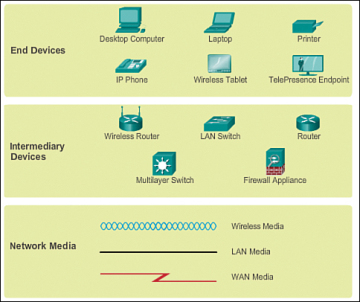 End Devices
Desktop Computer
Laptop
Printer
IP Phone
Wireless Tablet
TelePresence Endpoint
Intermediary
Devices
Wireless Router
LAN Switch
Router
Multilayer Switch
Firewall Appliance
Network Media
Wireless Media
LAN Media
WAN Media